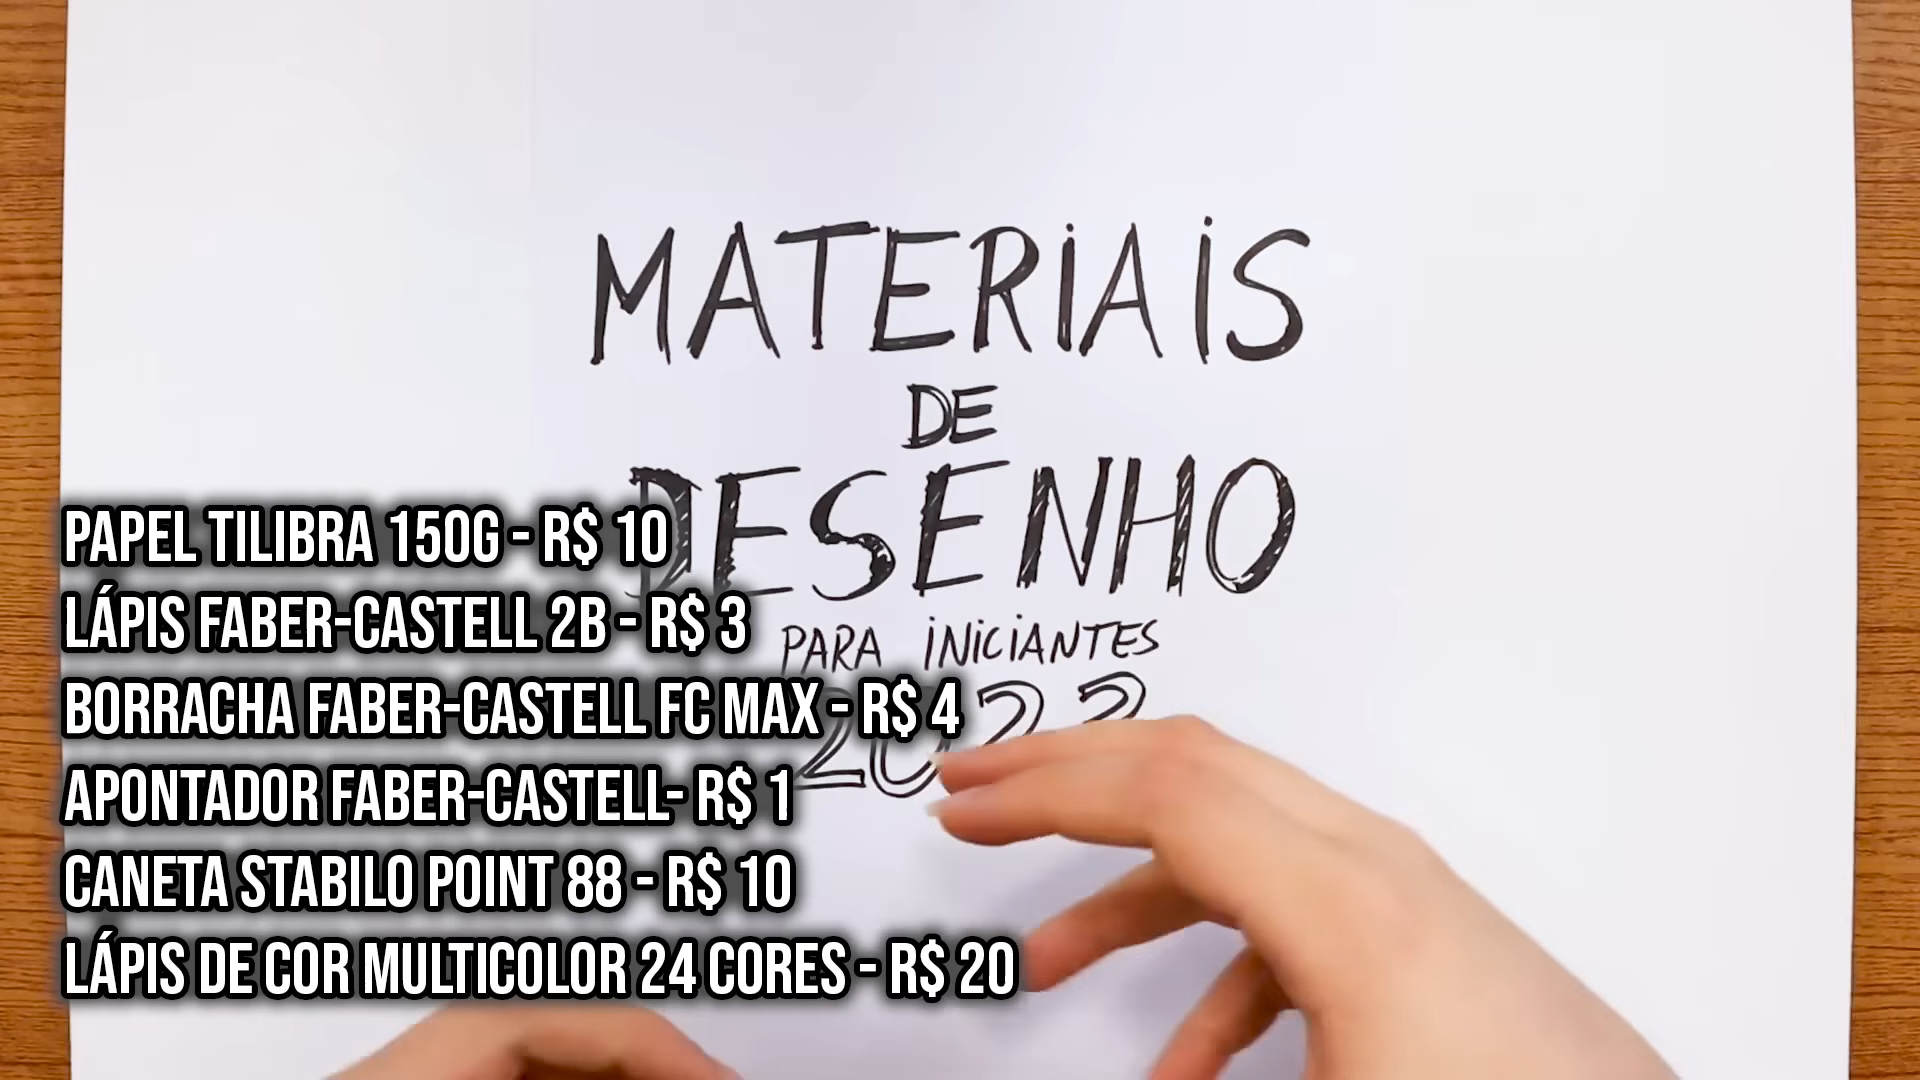 MATERIAIS
DE
DESENHO
PARA INICIANTES
PAPEL TILIBRA 150G - R$ 10
LÁPIS FABER-CASTELL 2B - R$ 3
BORRACHA FABER-CASTELL FC MAX - R$ 4
APONTADOR FABER-CASTELL- R$ 1
CANETA STABILO POINT 88 - R$ 10
LÁPIS DE COR MULTICOLOR 24 CORES - R$ 20